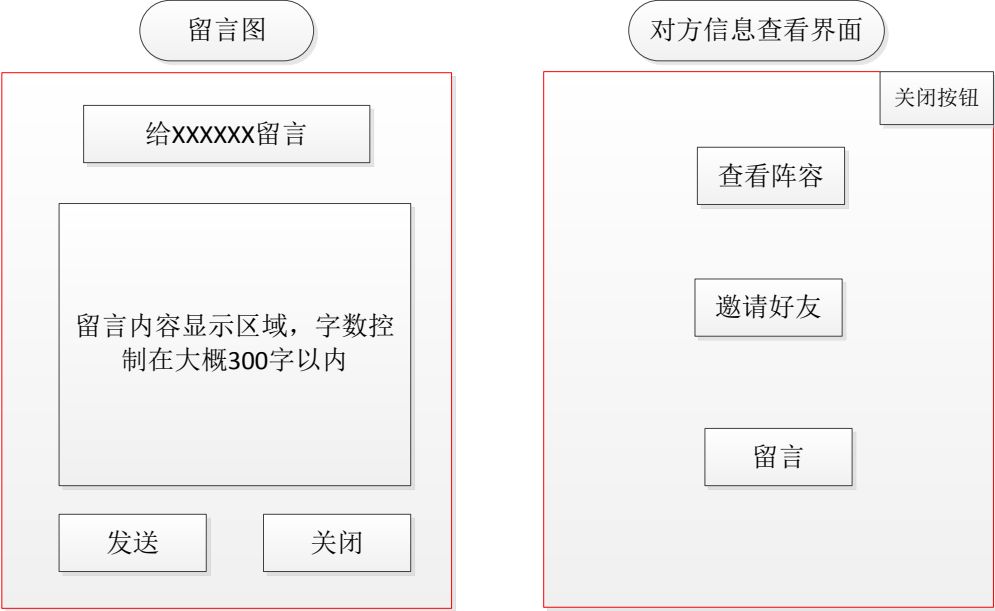 留言图
给XXXXXX留言
留言内容显示区域，字数控
制在大概300字以内
发送
关闭
对方信息查看界面
关闭按钮
查看阵容
邀请好友
留言